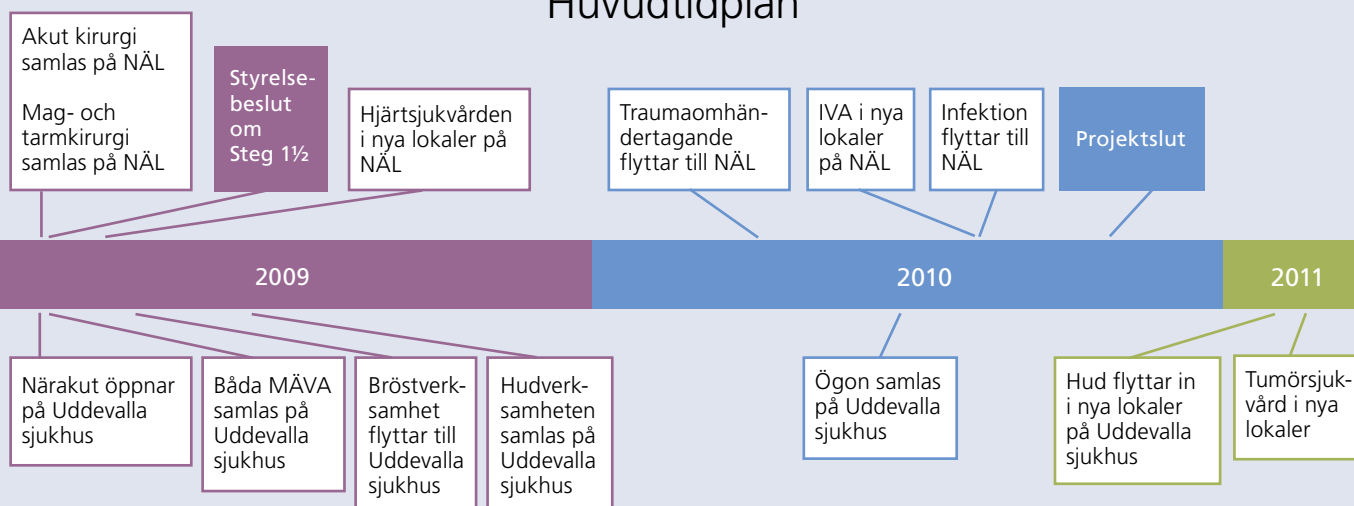 Huvudtidplan
Akut kirurgi
samlas på NÄL
Mag- och
tarmkirurgi
samlas på NÄL
Styrelse-
beslut
om
Steg 1½
Hjärtsjukvården
i nya lokaler på
NÄL
Traumaomhän-
dertagande
flyttar till NÄL
IVA i nya
lokaler
på NÄL
Infektion
flyttar till
NÄL
Projektslut
2009
2010
2011
Närakut öppnar
på Uddevalla
sjukhus
Båda MÄVA
samlas på
Uddevalla
sjukhus
Bröstverk-
samhet
flyttar till
Uddevalla
sjukhus
Hudverk-
samheten
samlas på
Uddevalla
sjukhus
Ögon samlas
på Uddevalla
sjukhus
Hud flyttar in
i nya lokaler
på Uddevalla
sjukhus
Tumörsjuk-
vård i nya
lokaler